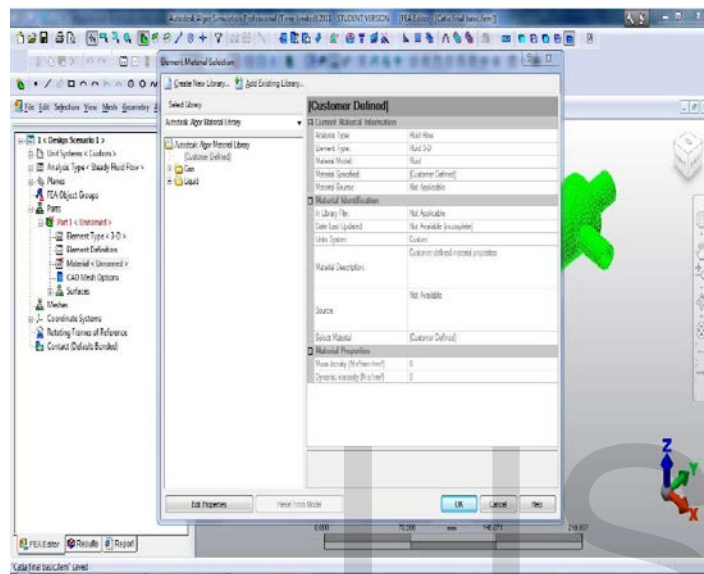 Autodesk Algor Simulation Professional (Time limited) 2011 - STUDENT VERSION - [FEA Editor - [Catia final basic.fem*]]
File Edit Selection View Mesh Geometry
1 < Design Scenario 1 >
Unit Systems < Custom >
Analysis Type < Steady Fluid Flow >
Planes
FEA Object Groups
Parts
Part 1 < Unnamed >
Element Type < 3-D >
Element Definition
Material < Unnamed >
CAD Mesh Options
Surfaces
Meshes
Coordinate Systems
Rotating Frames of Reference
Contact (Default: Bonded)
Element Material Selection
Create New Library... Add Existing Library...
Select Library
Autodesk Algor Material Library
Autodesk Algor Material Library
[Customer Defined]
Gas
Liquid
[Customer Defined]
Current Material Information
Analysis Type: Fluid Flow
Element Type: Fluid 3-D
Material Model: Fluid
Material Specified: [Customer Defined]
Material Source: Not Applicable
Material Identification
In Library File: Not Applicable
Date Last Updated: Not Available (incomplete)
Units System: Custom
Material Description: Customer defined material properties
Source: Not Available
Select Material [Customer Defined]
Material Properties
Mass density 0
Dynamic viscosity 0
Edit Properties Reset From Model OK Cancel Help
0.000 mm
Z
Y
X
FEA Editor Results Report